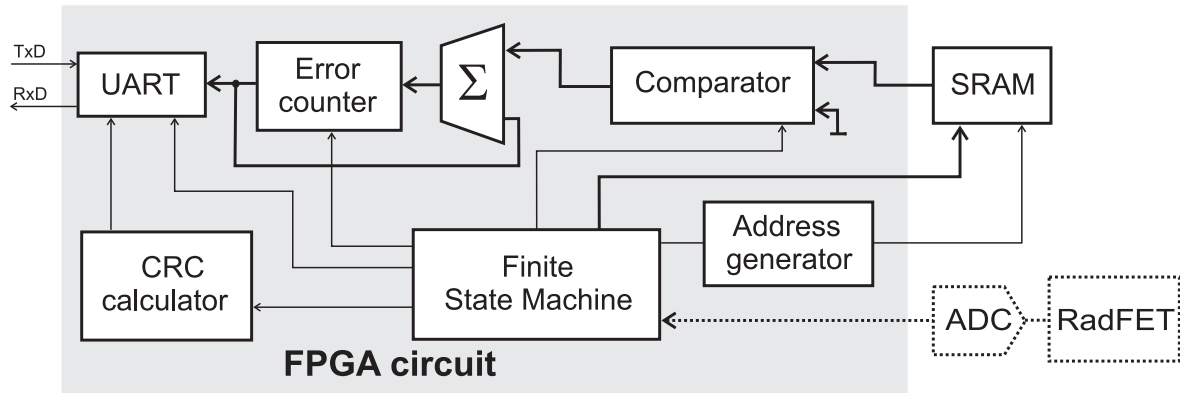 TxD
RxD
UART
Error
counter
Σ
Comparator
SRAM
CRC
calculator
Finite
State Machine
Address
generator
ADC
RadFET
FPGA circuit